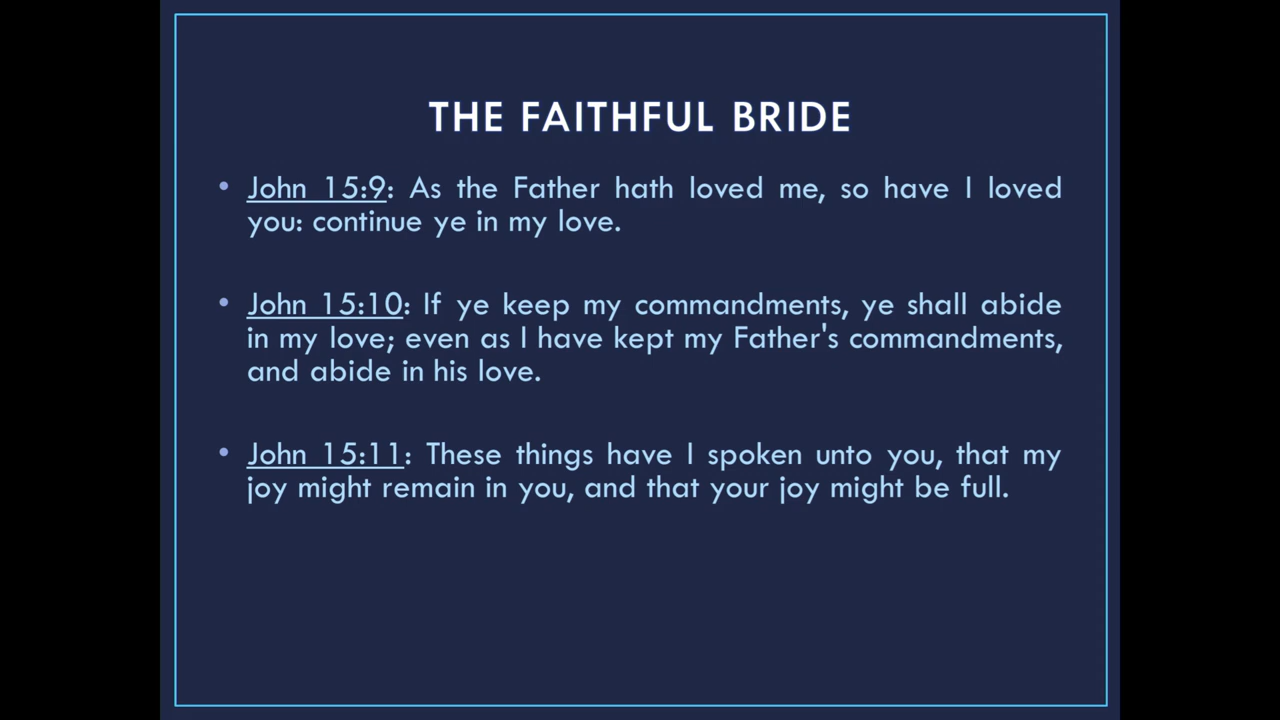 THE FAITHFUL BRIDE
• John 15:9: As the Father hath loved me, so have I loved
you: continue ye in my love.
• John 15:10: If ye keep my commandments, ye shall abide
in my love; even as I have kept my Father's commandments,
and abide in his love.
• John 15:11: These things have I spoken unto you, that my
joy might remain in you, and that your joy might be full.